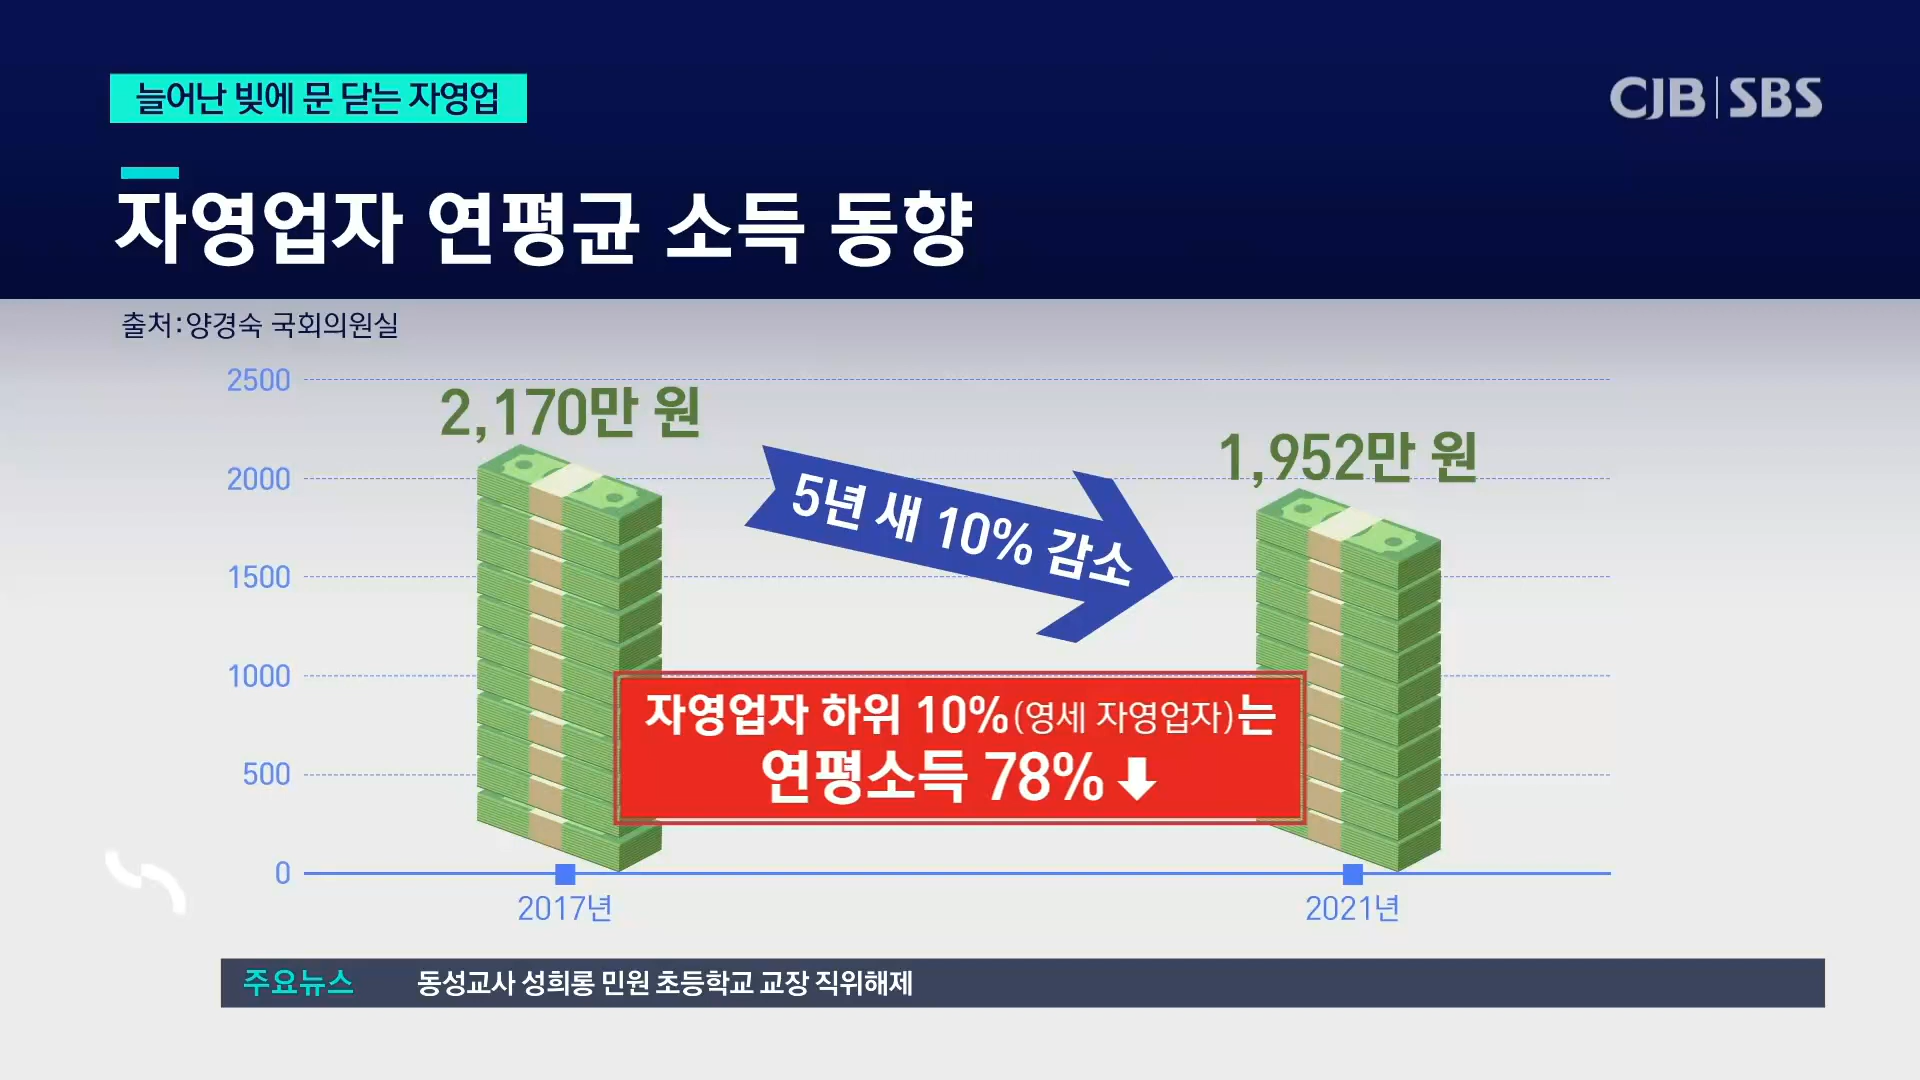 늘어난 빚에 문 닫는 자영업
CJB SBS
자영업자 연평균 소득 동향
출처:양경숙 국회의원실
2500
2,170만 원
1,952만 원
2000
5년 새 10% 감소
1500
1000
자영업자 하위 10%(영세 자영업자)는
연평소득 78%⬇
500
0
2017년
2021년
주요뉴스 동성교사 성희롱 민원 초등학교 교장 직위해제